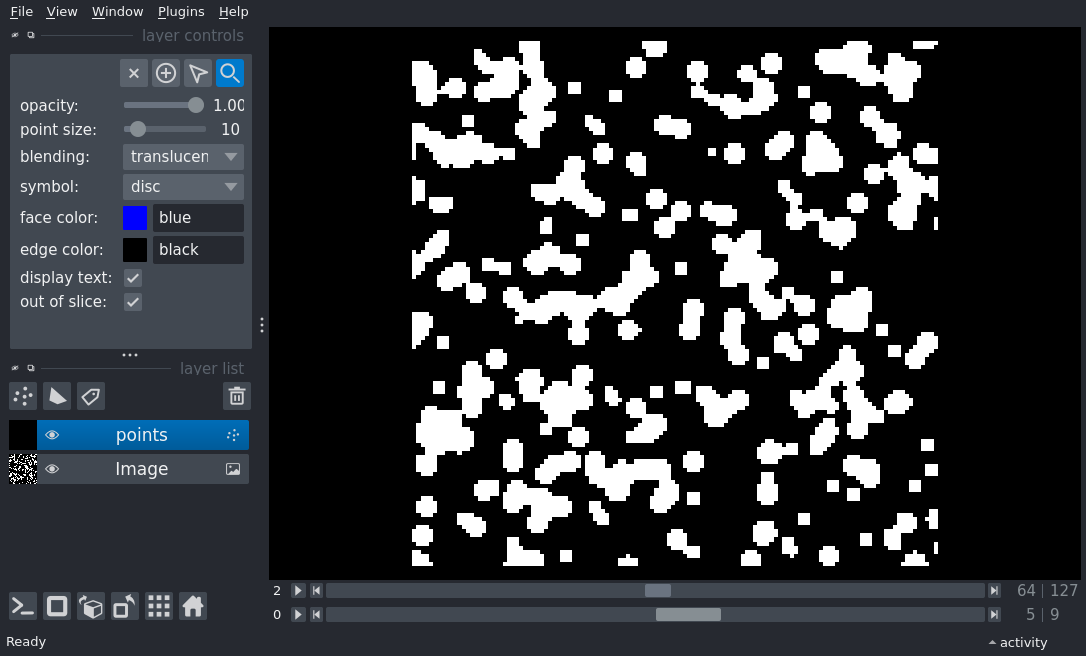 File View Window Plugins Help
layer controls
opacity: 1.00
point size: 10
blending: translucen
symbol: disc
face color: blue
edge color: black
display text:
out of slice:
layer list
points
Image
2 64 | 127
0 5 | 9
Ready activity